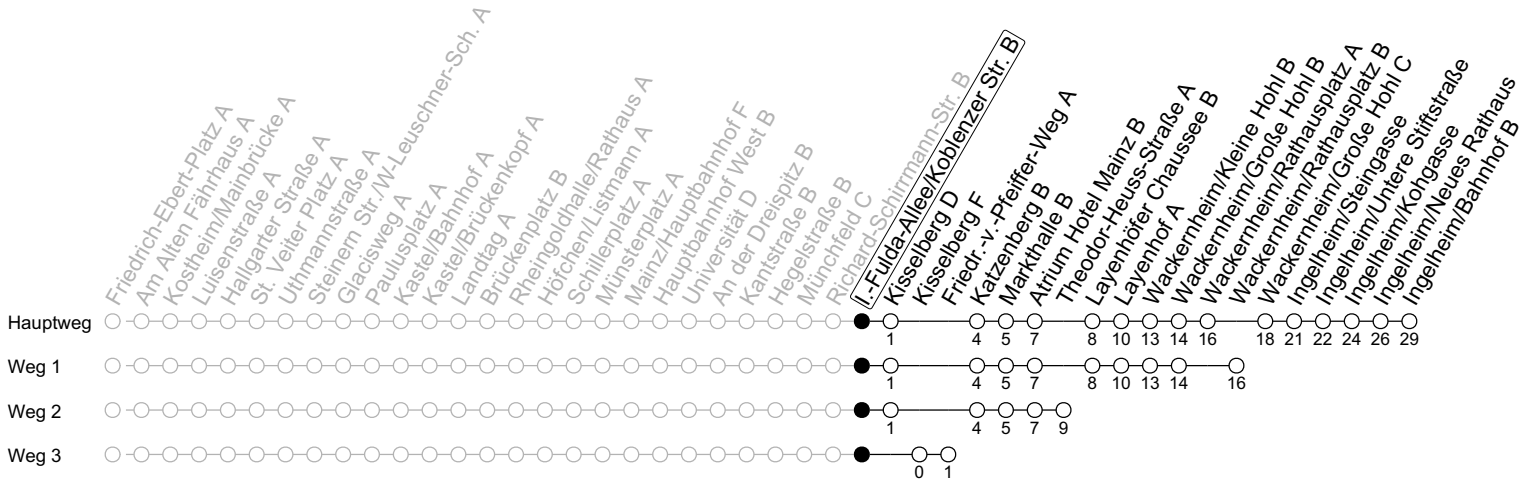 Friedrich-Ebert-Platz A
Am Alten Fährhaus A
Kostheim/Mainbrücke A
Luisenstraße A
Hallgarter Straße A
St. Veiter Platz A
Uthmannstraße A
Steinern Str./W-Leuschner-Sch. A
Glacisweg A
Paulusplatz A
Kastel/Bahnhof A
Kastel/Brückenkopf A
Landtag A
Brückenplatz B
Rheingoldhalle/Rathaus A
Höfchen/Listmann A
Schillerplatz A
Münsterplatz A
Mainz/Hauptbahnhof F
Hauptbahnhof West B
Universität D
An der Dreispitz B
Kantstraße B
Hegelstraße B
Münchfeld C
Richard-Schirrmann-Str. B
I.-Fulda-Allee/Koblenzer Str. B
Kisselberg D
Kisselberg F
Friedr.-v.-Pfeiffer-Weg A
Katzenberg B
Markthalle B
Atrium Hotel Mainz B
Theodor-Heuss-Straße A
Layenhöfer Chaussee B
Layenhof A
Wackernheim/Kleine Hohl B
Wackernheim/Große Hohl B
Wackernheim/Rathausplatz A
Wackernheim/Rathausplatz B
Wackernheim/Große Hohl C
Ingelheim/Steingasse
Ingelheim/Untere Stiftstraße
Ingelheim/Rohgasse
Ingelheim/Neues Rathaus
Ingelheim/Bahnhof B
Hauptweg
1 4 5 7 8 10 13 14 16 18 21 22 24 26 29
Weg 1
1 4 5 7 8 10 13 14 16
Weg 2
1 4 5 7 9
Weg 3
0 1